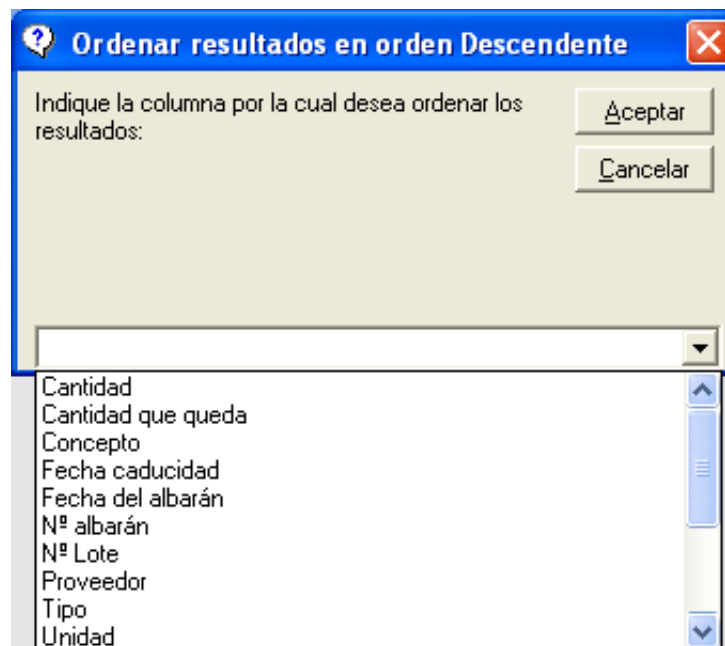 Ordenar resultados en orden Descendente
Indique la columna por la cual desea ordenar los
resultados:
Aceptar
Cancelar
Cantidad
Cantidad que queda
Concepto
Fecha caducidad
Fecha del albarán
Nº albarán
Nº Lote
Proveedor
Tipo
Unidad